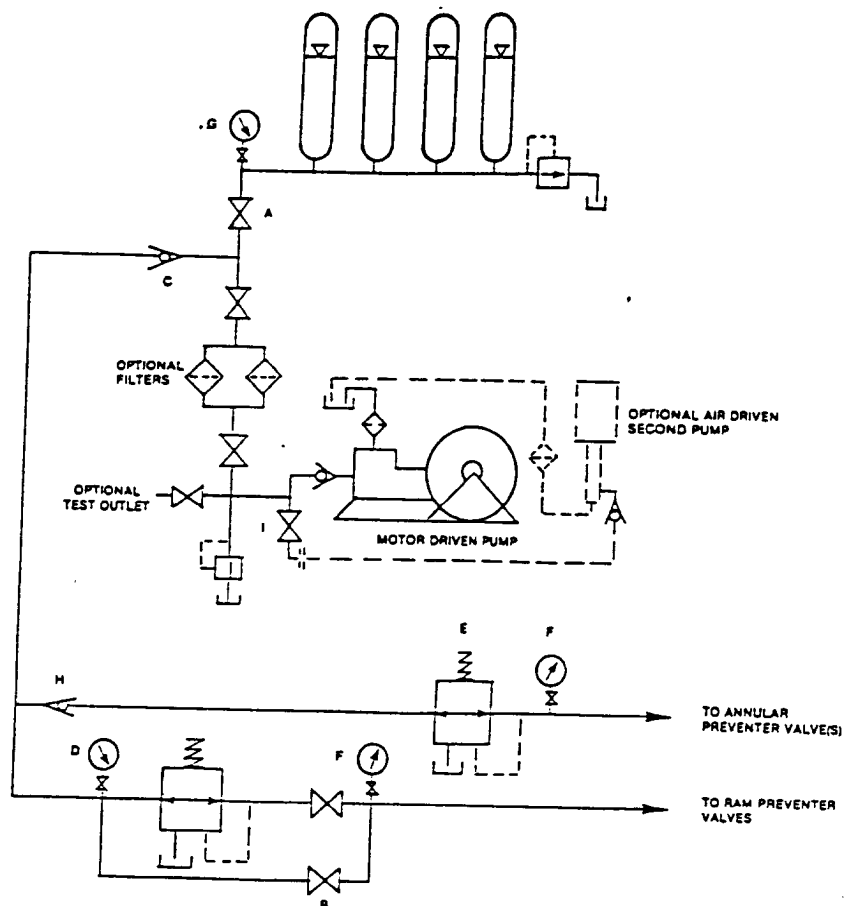 . G
A
C
OPTIONAL
FILTERS
OPTIONAL AIR DRIVEN
SECOND PUMP
OPTIONAL
TEST OUTLET
I
MOTOR DRIVEN PUMP
E
F
H
TO ANNULAR
PREVENTER VALVE(S)
D
F
TO RAM PREVENTER
VALVES